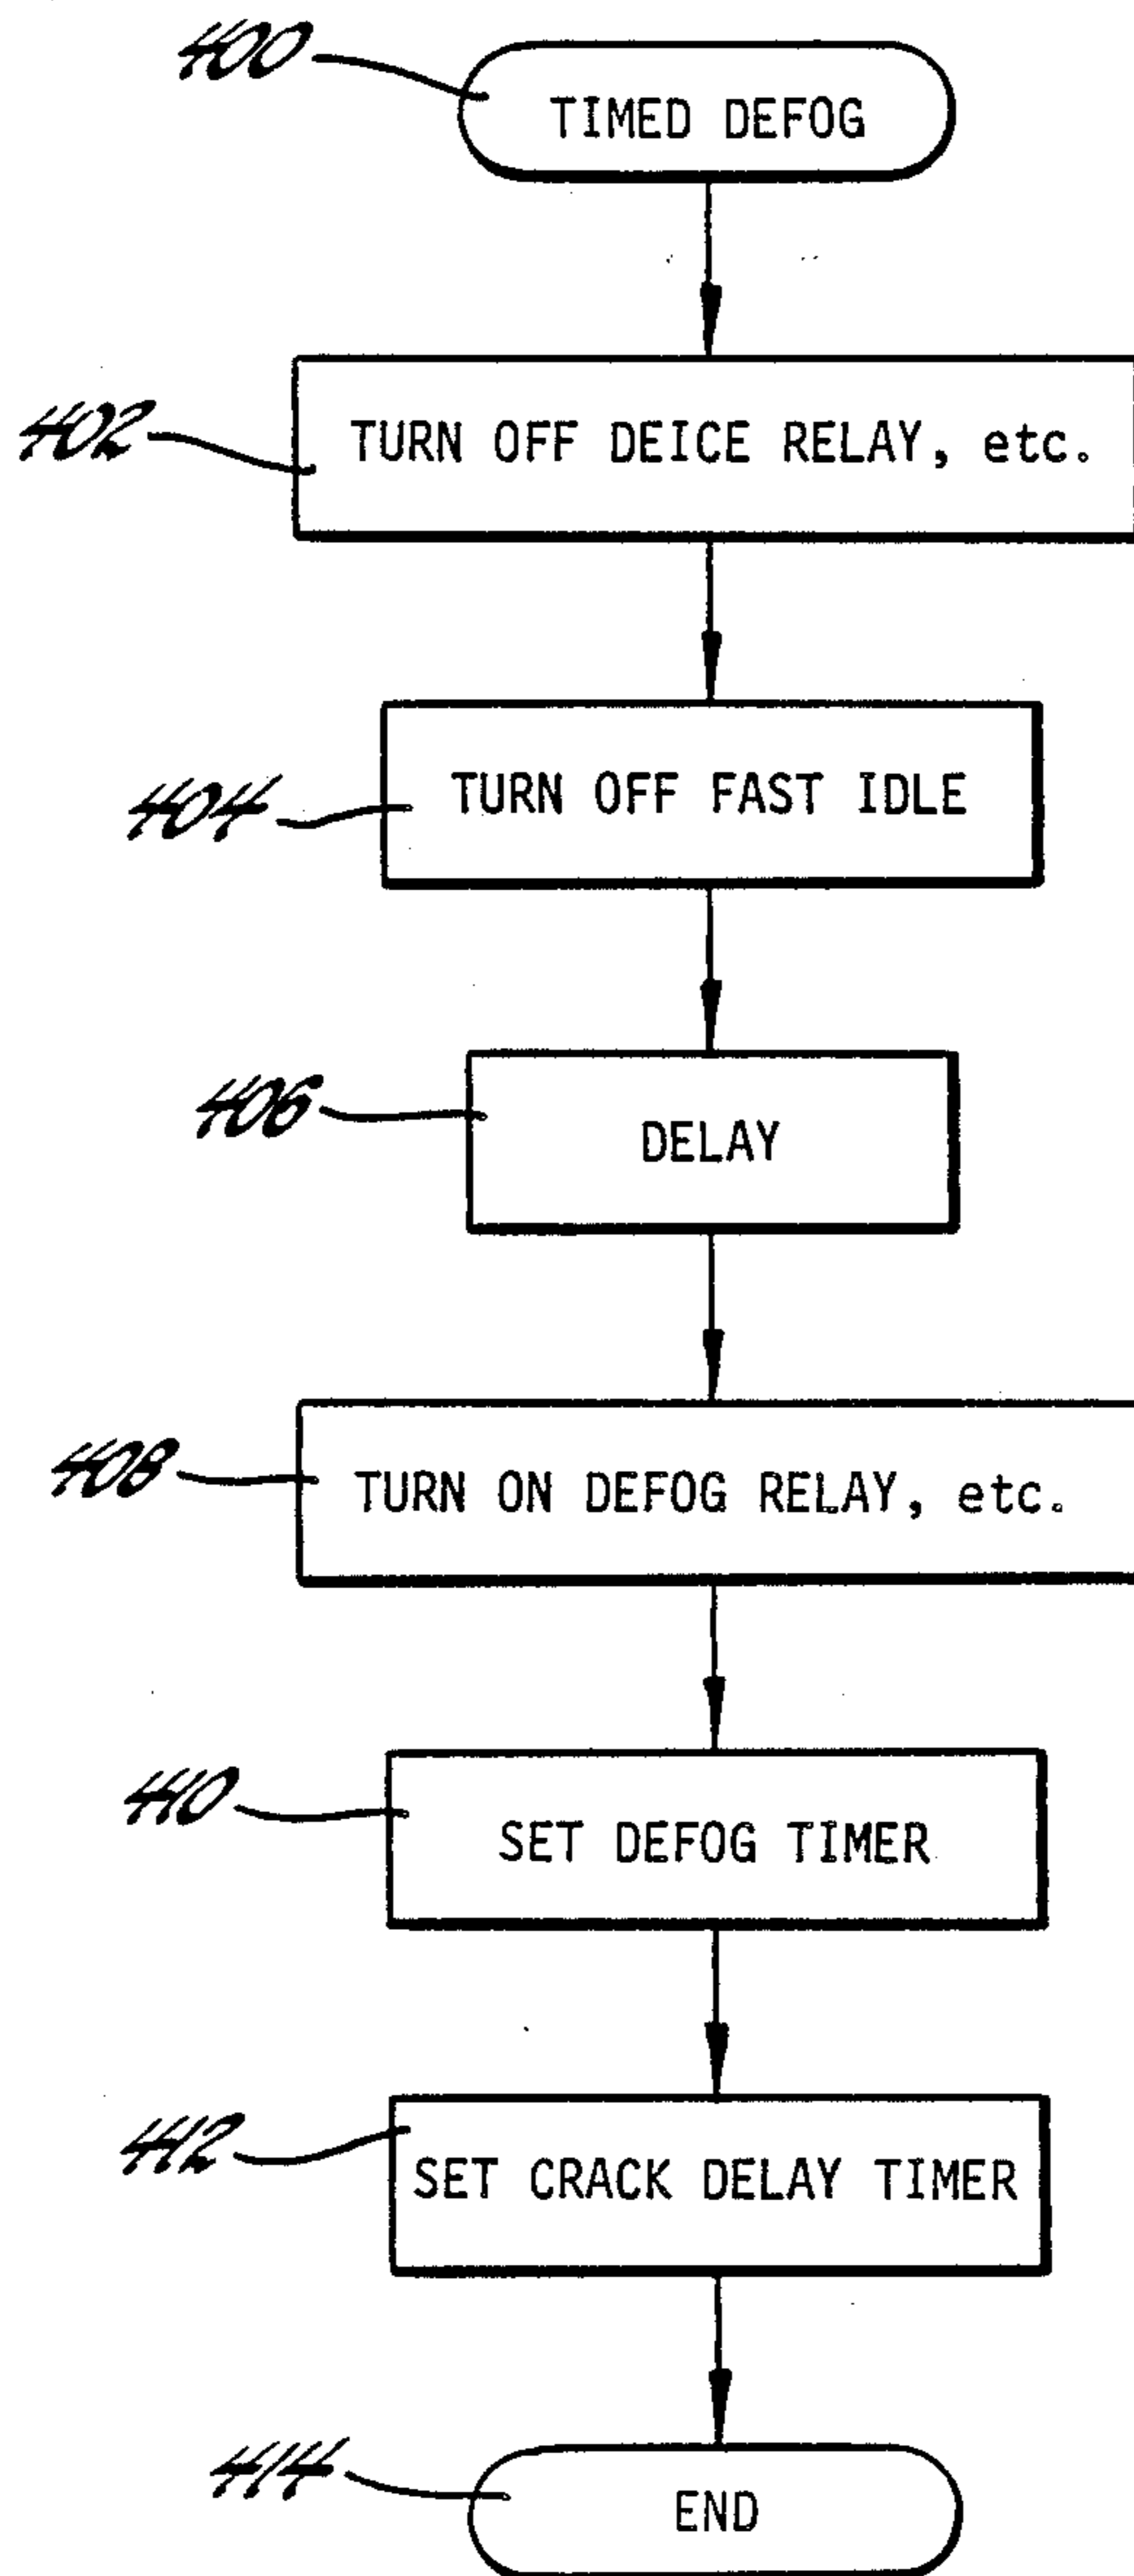 400
TIMED DEFOG
402
TURN OFF DEICE RELAY, etc.
404
TURN OFF FAST IDLE
406
DELAY
408
TURN ON DEFOG RELAY, etc.
410
SET DEFOG TIMER
412
SET CRACK DELAY TIMER
414
END